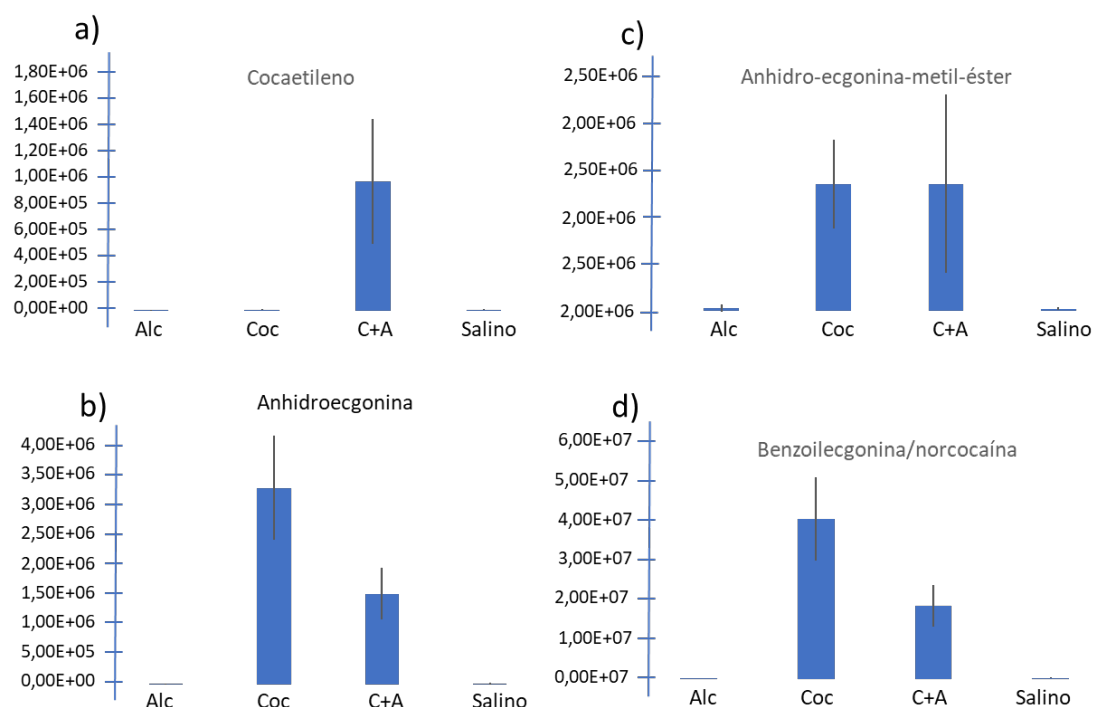 a)
Cocaetileno
1,80E+06
1,60E+06
1,40E+06
1,20E+06
1,00E+06
8,00E+05
6,00E+05
4,00E+05
2,00E+05
0,00E+00
Alc Coc C+A Salino
c)
Anhidro-ecgonina-metil-éster
2,50E+06
2,00E+06
2,50E+06
2,00E+06
2,50E+06
2,00E+06
Alc Coc C+A Salino
b)
Anhidroecgonina
4,00E+06
3,50E+06
3,00E+06
2,50E+06
2,00E+06
1,50E+06
1,00E+06
5,00E+05
0,00E+00
Alc Coc C+A Salino
d)
Benzoilecgonina/norcocaína
6,00E+07
5,00E+07
4,00E+07
3,00E+07
2,00E+07
1,00E+07
0,00E+07
Alc Coc C+A Salino